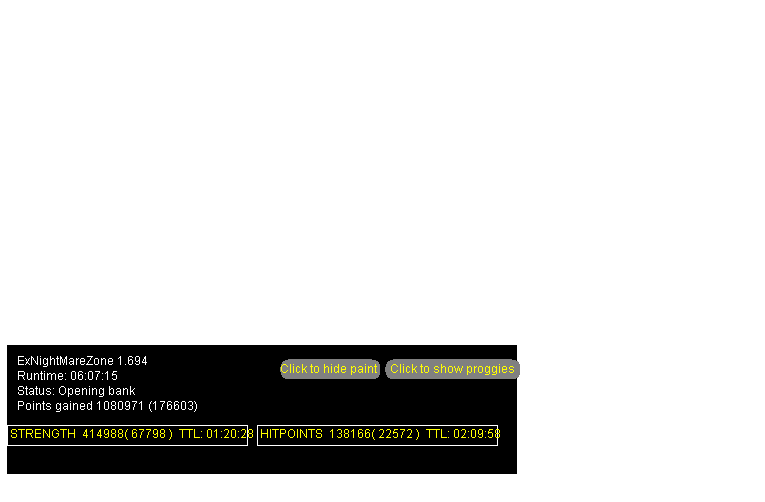 ExNightMareZone 1.694
Runtime: 06:07:15
Status: Opening bank
Points gained 1080971 (176603)
Click to hide paint
Click to show proggies
STRENGTH 414988( 67798 ) TTL: 01:20:28
HITPOINTS 138166( 22572 ) TTL: 02:09:58